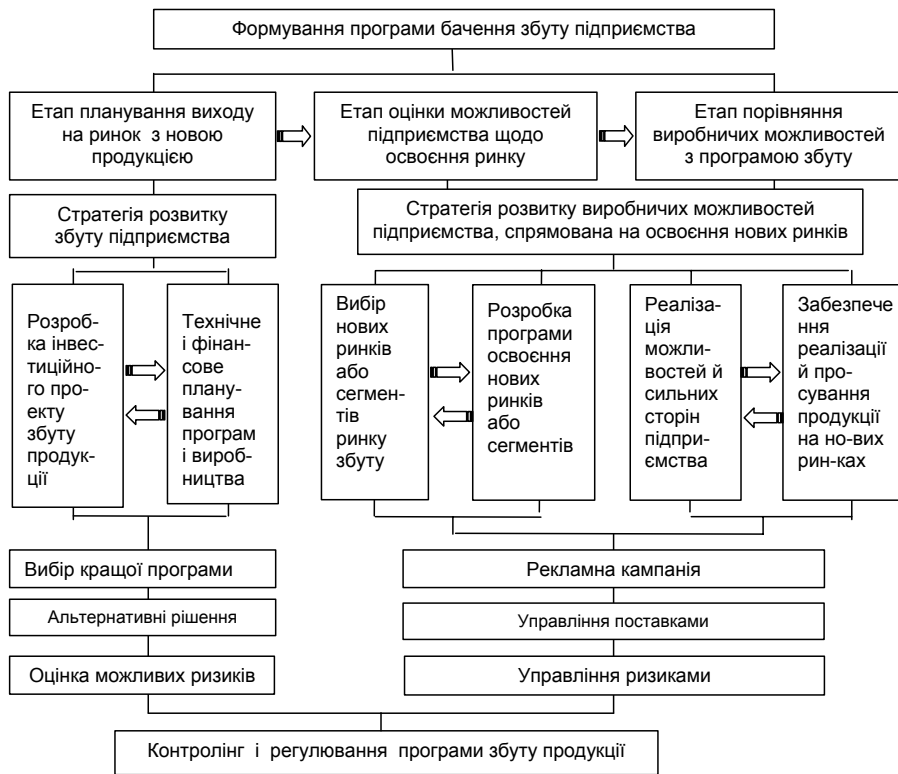 Формування програми бачення збуту підприємства
Етап планування виходу
на ринок з новою
продукцією
Етап оцінки можливостей
підприємства щодо
освоєння ринку
Етап порівняння
виробничих можливостей
з програмою збуту
Стратегія розвитку
збуту підприємства
Стратегія розвитку виробничих можливостей
підприємства, спрямована на освоєння нових ринків
Розроб-
ка інвес-
тиційно-
го про-
екту
збуту
продук-
ції
Технічне
і фінан-
сове
плану-
вання
програм
і вироб-
ництва
Вибір
нових
ринків
або
сегмен-
тів
ринку
збуту
Розробка
програми
освоєння
нових
ринків
або
сегментів
Реаліза-
ція
можли-
востей й
сильних
сторін
підпри-
ємства
Забезпече
ення
реалізації
й про-
сування
продукції
на но-вих
рин-ках
Вибір кращої програми
Рекламна кампанія
Альтернативні рішення
Управління поставками
Оцінка можливих ризиків
Управління ризиками
Контролінг і регулювання програми збуту продукції